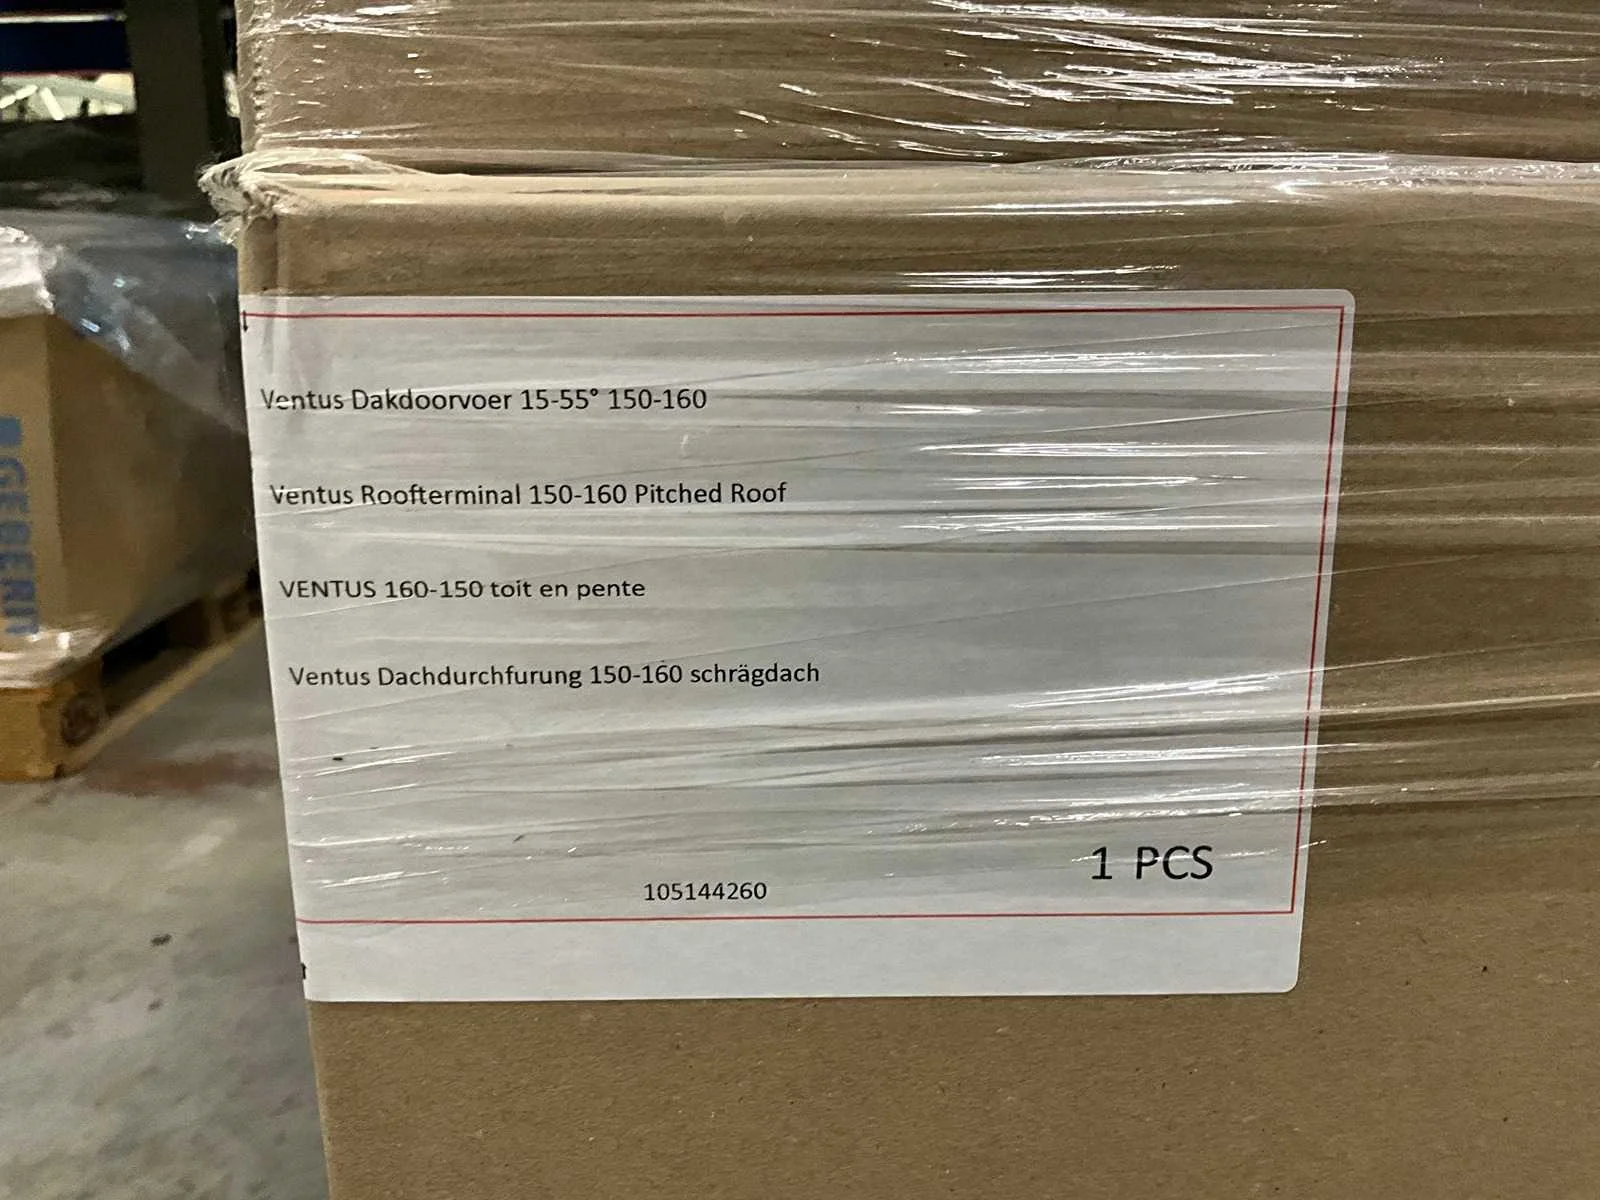 Ventus Dakdoorvoer 15-55° 150-160
Ventus Roofterminal 150-160 Pitched Roof
VENTUS 160-150 toit en pente
Ventus Dachdurchfurung 150-160 schrägdach
1 PCS
105144260
GEBERIT